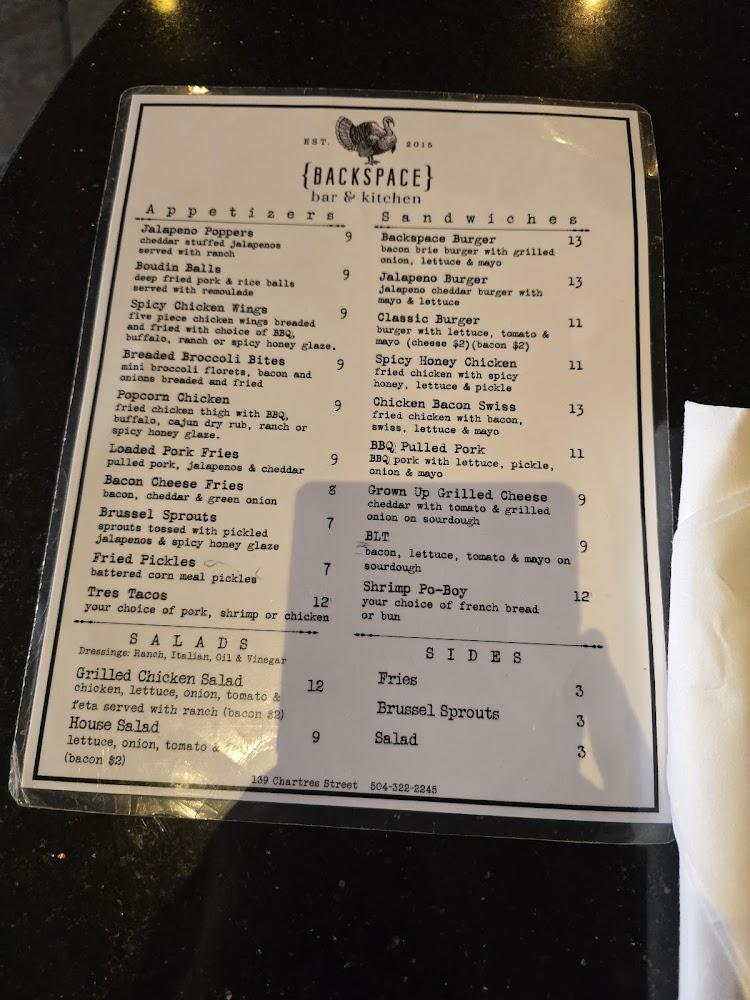 EST. 2015
{BACKSPACE}
bar & kitchen
Appetizers
Jalapeno Poppers 9
cheddar stuffed jalapenos
served with ranch
Boudin Balls 9
deep fried pork & rice balls
served with remoulade
Spicy Chicken Wings 9
five piece chicken wings breaded
and fried with choice of BBQ,
buffalo, ranch or spicy honey glaze.
Breaded Broccoli Bites 9
mini broccoli florets, bacon and
onions breaded and fried
Popcorn Chicken 9
fried chicken thigh with BBQ,
buffalo, cajun dry rub, ranch or
spicy honey glaze.
Loaded Pork Fries 9
pulled pork, jalapenos & cheddar
Bacon Cheese Fries 8
bacon, cheddar & green onion
Brussel Sprouts 7
sprouts tossed with pickled
jalapenos & spicy honey glaze
Fried Pickles 7
battered corn meal pickles
Tres Tacos 12
your choice of pork, shrimp or chicken
SALADS
Dressings: Ranch, Italian, Oil & Vinegar
Grilled Chicken Salad 12
chicken, lettuce, onion, tomato &
feta served with ranch (bacon $2)
House Salad 9
lettuce, onion, tomato &
(bacon $2)
Sandwiches
Backspace Burger 13
bacon brie burger with grilled
onion, lettuce & mayo
Jalapeno Burger 13
jalapeno cheddar burger with
mayo & lettuce
Classic Burger 11
burger with lettuce, tomato &
mayo (cheese $2)(bacon $2)
Spicy Honey Chicken 11
fried chicken with spicy
honey, lettuce & pickle
Chicken Bacon Swiss 13
fried chicken with bacon,
swiss, lettuce & mayo
BBQ Pulled Pork 11
BBQ pork with lettuce, pickle,
onion & mayo
Grown Up Grilled Cheese 9
cheddar with tomato & grilled
onion on sourdough
BLT 9
bacon, lettuce, tomato & mayo on
sourdough
Shrimp Po-Boy 12
your choice of french bread
or bun
SIDES
Fries 3
Brussel Sprouts 3
Salad 3
139 Chartres Street 504-322-2245